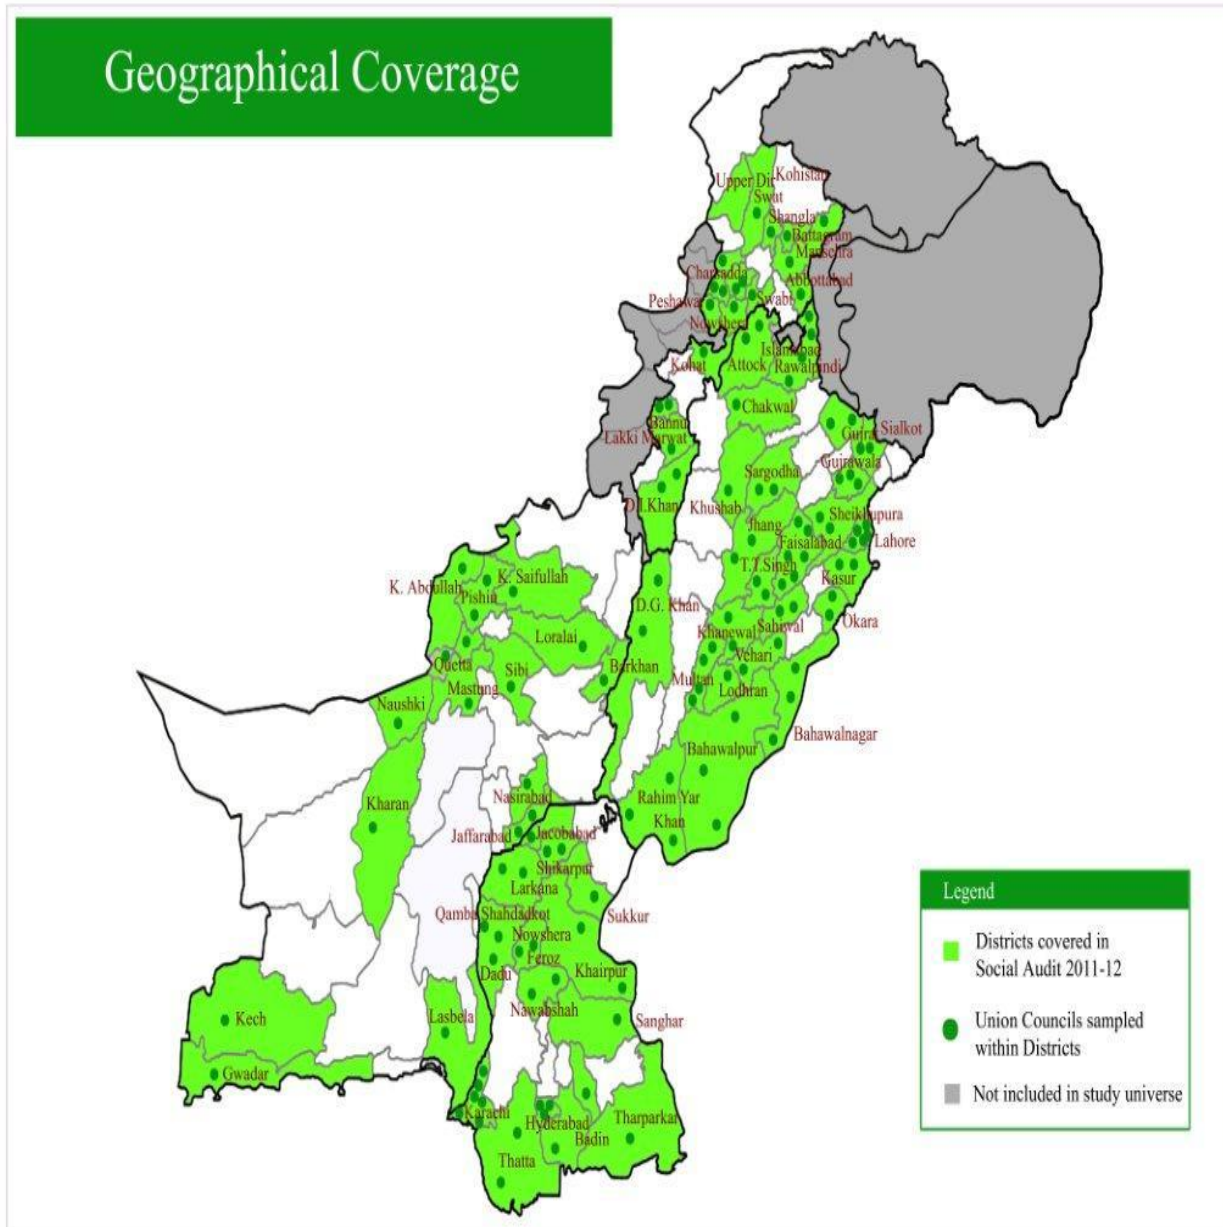 Geographical Coverage
Upper Dir
Kohistan
Swat
Shangla
Battagram
Mansehra
Charsadda
Abbottabad
Peshawar
Swabi
Nowshera
Islamabad
Kohat
Attock
Rawalpindi
Chakwal
Bannu
Lakki Marwat
Gujrat
Sialkot
Gujrawala
Sargodha
D.I.Khan
Khushab
Sheikhupura
Jhang
Faisalabad
Lahore
T.T.Singh
Kasur
K. Abdullah
K. Saifullah
Pishin
D.G. Khan
Okara
Khanewal
Sahiwal
Loralai
Vehari
Quetta
Sibi
Barkhan
Multan
Lodhran
Mastung
Naushki
Bahawalnagar
Bahawalpur
Nasirabad
Rahim Yar
Khan
Kharan
Jaffarabad
Jacobabad
Shikarpur
Larkana
Qamba Shahdadkot
Sukkur
Nowshera
Feroz
Dadu
Khairpur
Nawabshah
Sanghar
Kech
Lasbela
Gwadar
Karachi
Hyderabad
Tharparkar
Badin
Thatta
Legend
Districts covered in
Social Audit 2011-12
Union Councils sampled
within Districts
Not included in study universe